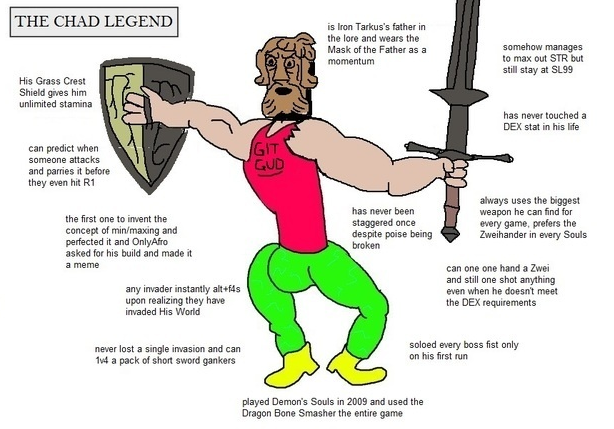 THE CHAD LEGEND
is Iron Tarkus's father in
the lore and wears the
Mask of the Father as a
momentum
somehow manages
to max out STR but
still stay at SL99
His Grass Crest
Shield gives him
unlimited stamina
has never touched a
DEX stat in his life
GIT
GUD
can predict when
someone attacks
and parries it before
they even hit R1
always uses the biggest
weapon he can find for
every game, prefers the
Zweihander in every Souls
the first one to invent the
concept of min/maxing and
perfected it and OnlyAfro
asked for his build and made it
a meme
has never been
staggered once
despite poise being
broken
can one one hand a Zwei
and still one shot anything
even when he doesn't meet
the DEX requirements
any invader instantly alt+f4s
upon realizing they have
invaded His World
never lost a single invasion and can
1v4 a pack of short sword gankers
soloed every boss fist only
on his first run
played Demon's Souls in 2009 and used the
Dragon Bone Smasher the entire game